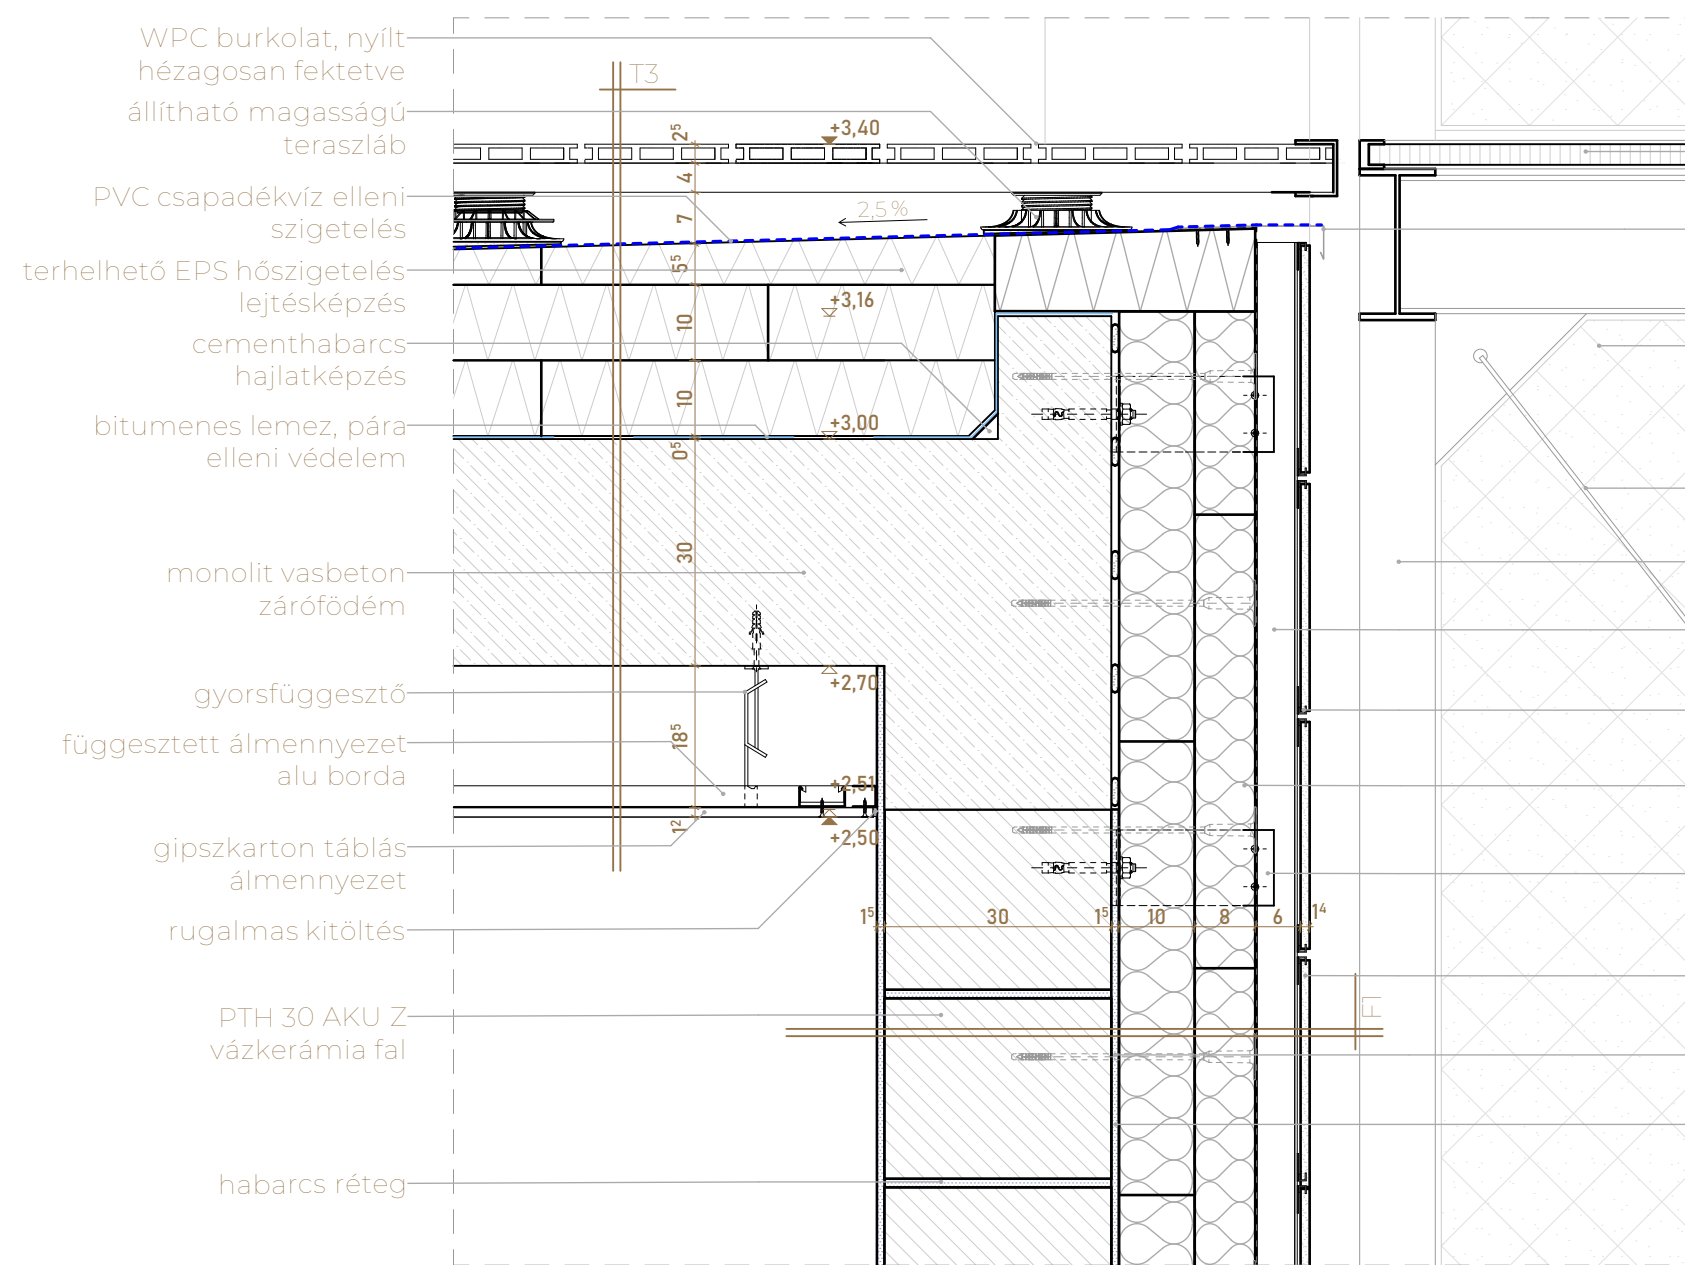 WPC burkolat, nyílt
hézagosan fektetve
állítható magasságú
teraszláb
PVC csapadékvíz elleni
szigetelés
terhelhető EPS hőszigetelés
lejtésképzés
cementhabarcs
hajlatképzés
bitumenes lemez, pára
elleni védelem
monolit vasbeton
zárófödém
gyorsfüggesztő
függesztett álmennyezet
alu borda
gipszkarton táblás
álmennyezet
rugalmas kitöltés
PTH 30 AKU Z
vázkerámia fal
habarcs réteg
T3
2⁵
+3,40
4
7
2,5%
5⁵
+3,16
10
10
+3,00
0⁵
30
+2,70
18⁵
+2,51
1²
+2,50
1⁵
30
1⁵
10
8
6
1⁴
F1